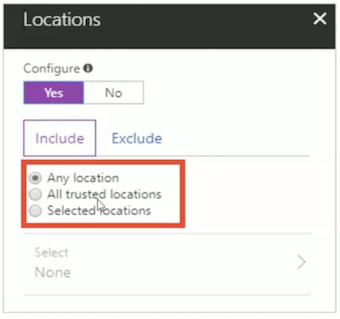 Locations
Configure
Yes No
Include Exclude
Any location
All trusted locations
Selected locations
Select
None